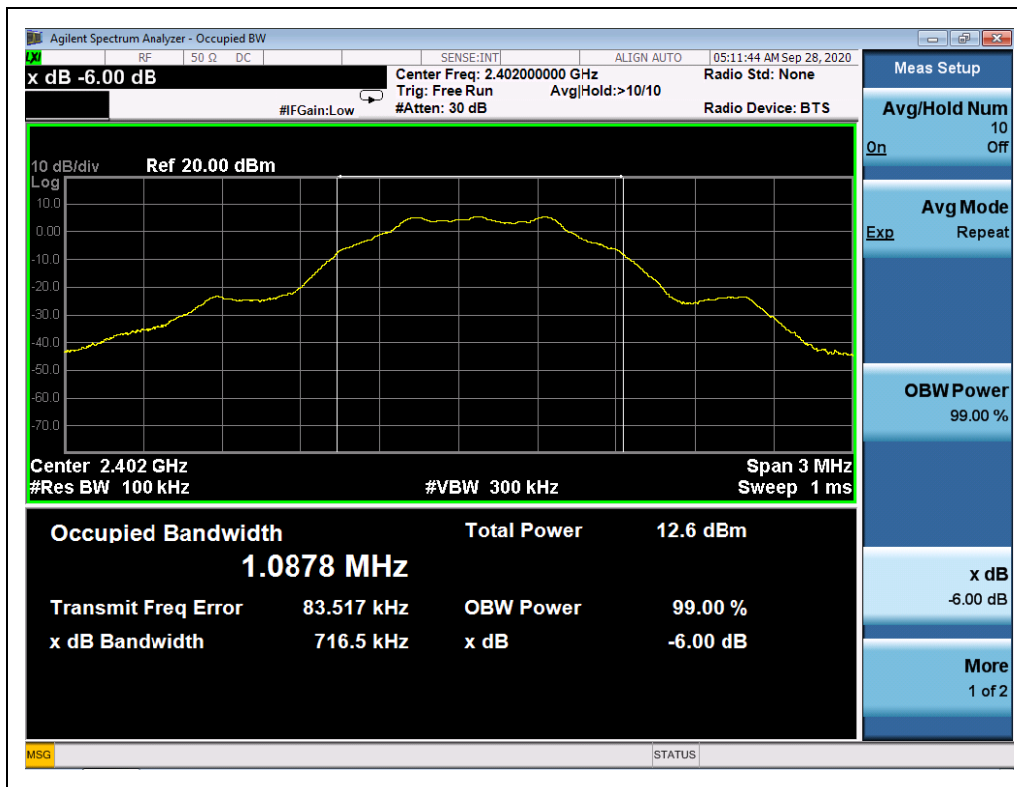 Agilent Spectrum Analyzer - Occupied BW
LXI RF 50 Ω DC SENSE:INT ALIGN AUTO 05:11:44 AM Sep 28, 2020
x dB -6.00 dB
Center Freq: 2.402000000 GHz Radio Std: None
Trig: Free Run Avg|Hold:>10/10
#IFGain:Low #Atten: 30 dB Radio Device: BTS
10 dB/div Ref 20.00 dBm
Log
10.0
0.00
-10.0
-20.0
-30.0
-40.0
-50.0
-60.0
-70.0
Center 2.402 GHz Span 3 MHz
#Res BW 100 kHz #VBW 300 kHz Sweep 1 ms
Occupied Bandwidth Total Power 12.6 dBm
1.0878 MHz
Transmit Freq Error 83.517 kHz OBW Power 99.00 %
x dB Bandwidth 716.5 kHz x dB -6.00 dB
Meas Setup
Avg/Hold Num
10
On Off
Avg Mode
Exp Repeat
OBW Power
99.00 %
x dB
-6.00 dB
More
1 of 2
MSG STATUS